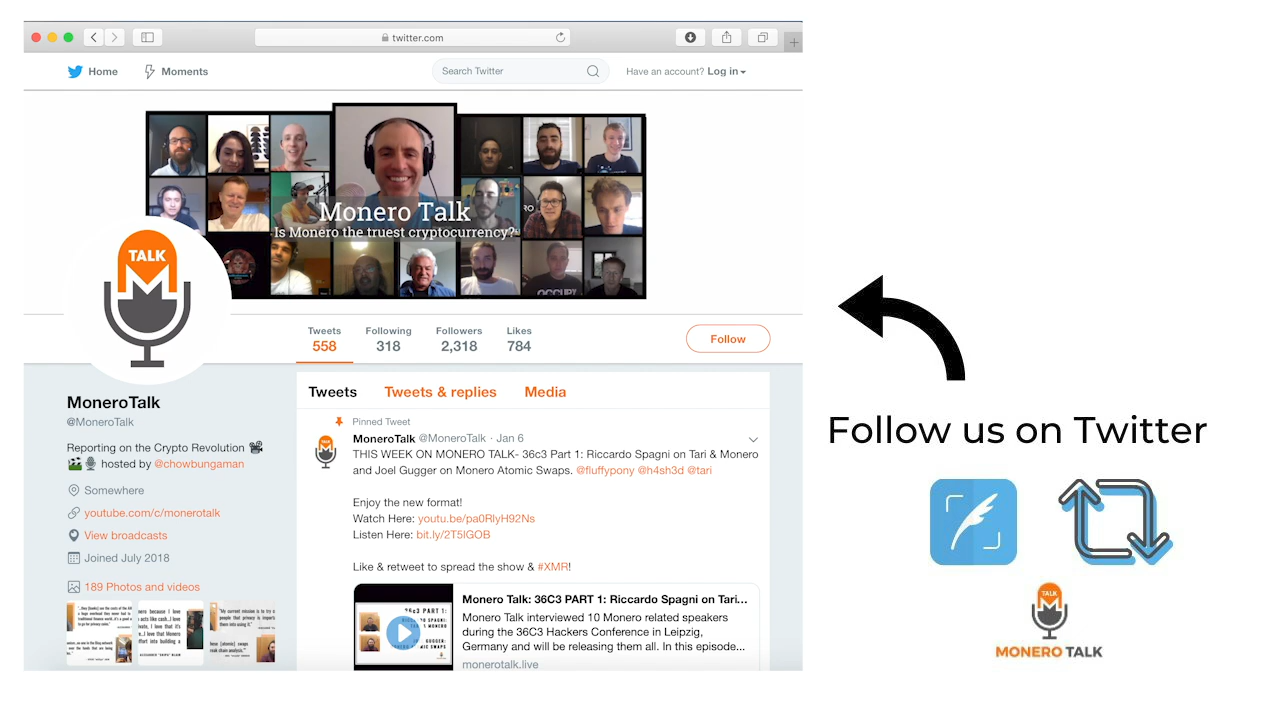 twitter.com
Home Moments
Search Twitter
Have an account? Log in
Monero Talk
Is Monero the truest cryptocurrency?
OCCUPY
TALK
Tweets Following Followers Likes
558 318 2,318 784
Follow
MoneroTalk
@MoneroTalk
Reporting on the Crypto Revolution
hosted by @chowbungaman
Somewhere
youtube.com/c/monerotalk
View broadcasts
Joined July 2018
189 Photos and videos
Tweets Tweets & replies Media
Pinned Tweet
MoneroTalk @MoneroTalk · Jan 6
THIS WEEK ON MONERO TALK- 36c3 Part 1: Riccardo Spagni on Tari & Monero
and Joel Gugger on Monero Atomic Swaps. @fluffypony @h4sh3d @tari
Enjoy the new format!
Watch Here: youtu.be/pa0RlyH92Ns
Listen Here: bit.ly/2T5IGOB
Like & retweet to spread the show & #XMR!
Monero Talk: 36C3 PART 1: Riccardo Spagni on Tari...
Monero Talk interviewed 10 Monero related speakers
during the 36C3 Hackers Conference in Leipzig,
Germany and will be releasing them all. In this episode...
monerotalk.live
Follow us on Twitter
TALK
MONERO TALK